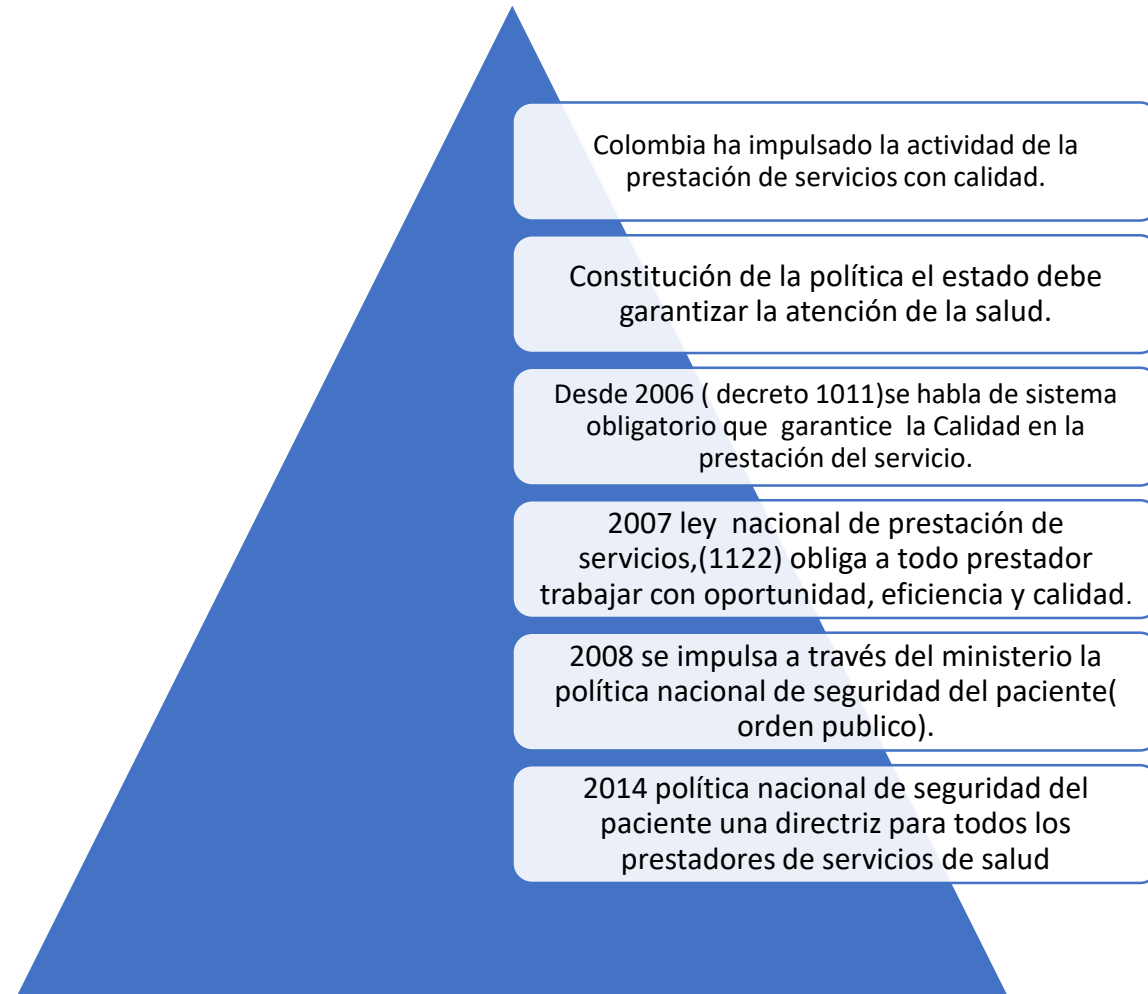 Colombia ha impulsado la actividad de la
prestación de servicios con calidad.
Constitución de la política el estado debe
garantizar la atención de la salud.
Desde 2006 ( decreto 1011)se habla de sistema
obligatorio que  garantice  la Calidad en la
prestación del servicio.
2007 ley  nacional de prestación de
servicios,(1122) obliga a todo prestador
trabajar con oportunidad, eficiencia y calidad.
2008 se impulsa a través del ministerio la
política nacional de seguridad del paciente(
orden publico).
2014 política nacional de seguridad del
paciente una directriz para todos los
prestadores de servicios de salud